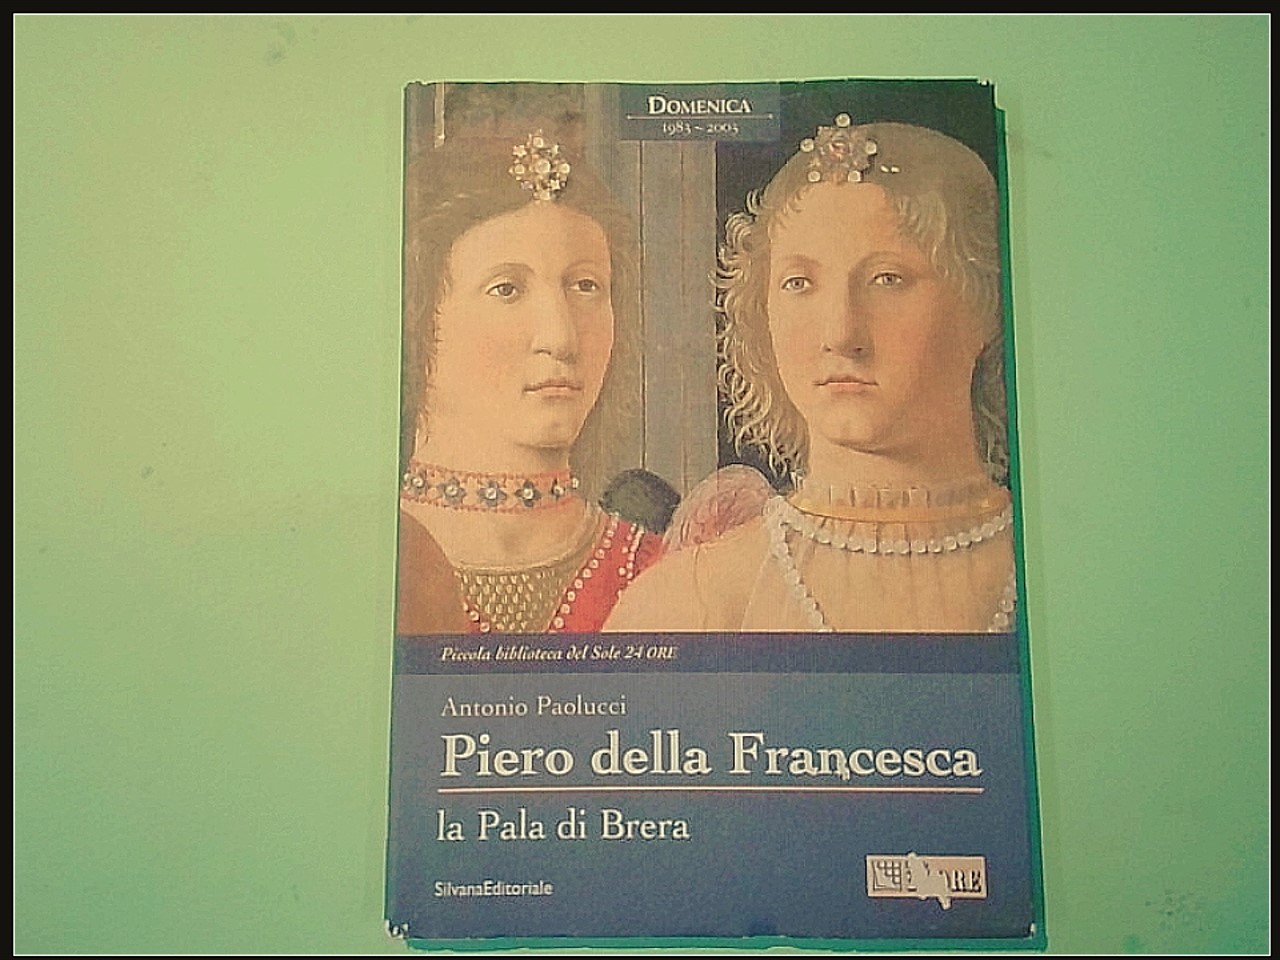 DOMENICA
1983 ~ 2003
Piccola biblioteca del Sole 24 ORE
Antonio Paolucci
Piero della Francesca
la Pala di Brera
SilvanaEditoriale